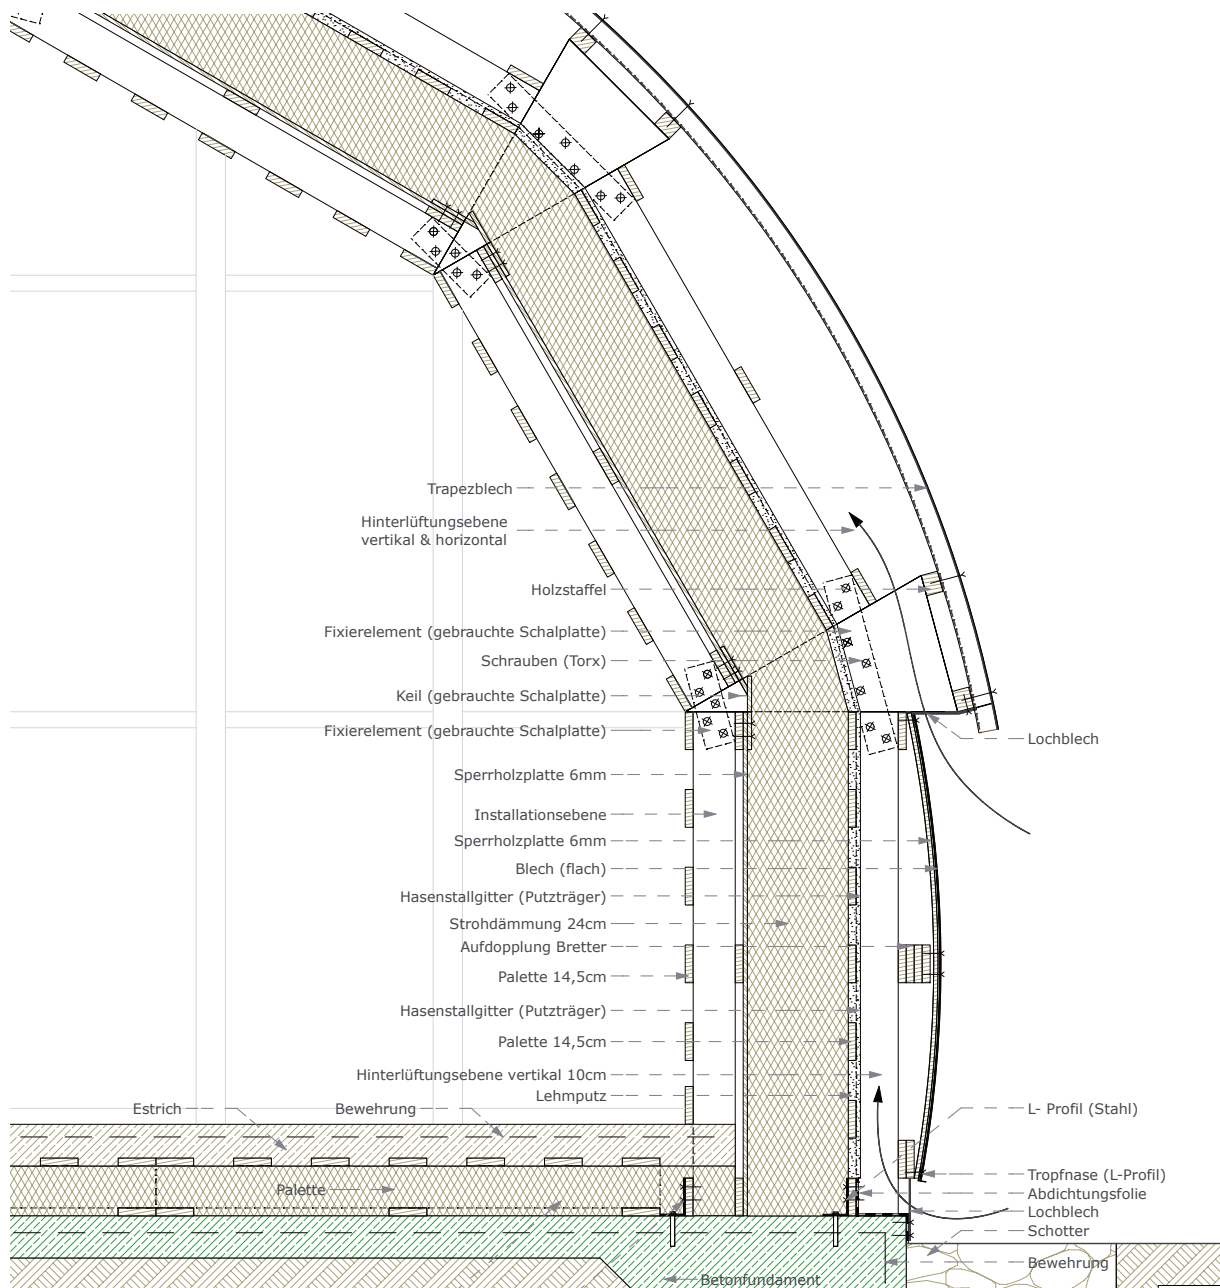 Trapezblech
Hinterlüftungsebene
vertikal & horizontal
Holzstaffel
Fixierelement (gebrauchte Schalplatte)
Schrauben (Torx)
Keil (gebrauchte Schalplatte)
Fixierelement (gebrauchte Schalplatte)
Lochblech
Sperrholzplatte 6mm
Installationsebene
Sperrholzplatte 6mm
Blech (flach)
Hasenstallgitter (Putzträger)
Strohdämmung 24cm
Aufdopplung Bretter
Palette 14,5cm
Hasenstallgitter (Putzträger)
Palette 14,5cm
Hinterlüftungsebene vertikal 10cm
Lehmputz
Estrich
Bewehrung
L- Profil (Stahl)
Tropfnase (L-Profil)
Palette
Abdichtungsfolie
Lochblech
Schotter
Bewehrung
Betonfundament